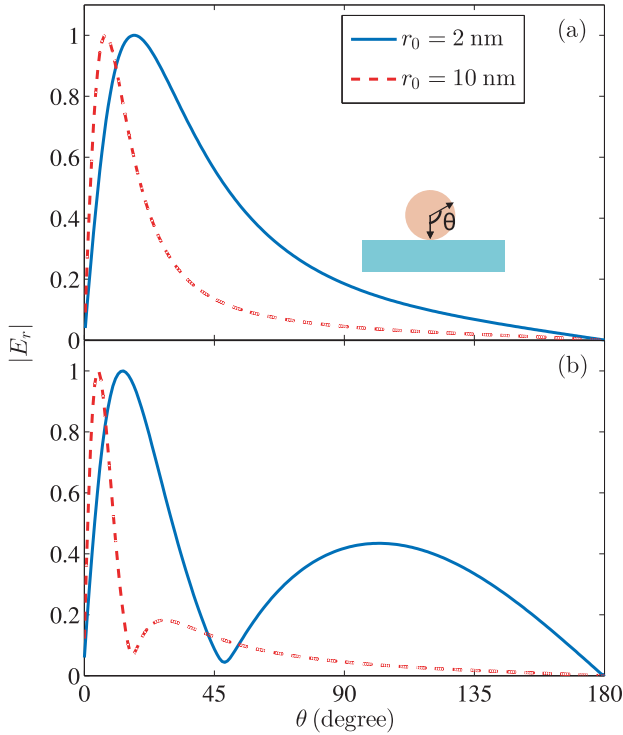 (a)
r₀ = 2 nm
r₀ = 10 nm
1
0.8
0.6
0.4
0.2
0
θ
|E_r|
(b)
1
0.8
0.6
0.4
0.2
0
0 45 90 135 180
θ (degree)